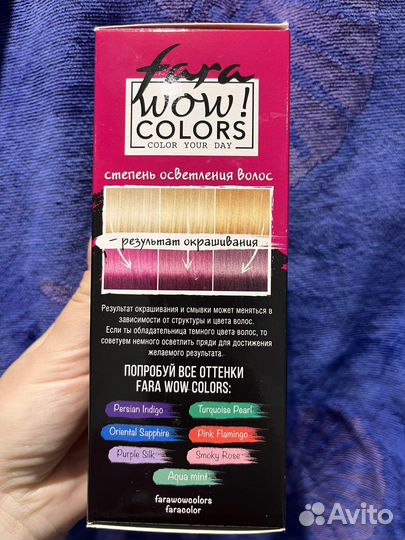 fara
WOW!
COLORS
COLOR YOUR DAY
степень осветления волос
- результат окрашивания
Результат окрашивания и смывки может меняться в
зависимости от структуры и цвета волос.
Если ты обладательница темного цвета волос, то
советуем немного осветлить пряди для достижения
желаемого результата.
ПОПРОБУЙ ВСЕ ОТТЕНКИ
FARA WOW COLORS:
Persian Indigo
Turquoise Pearl
Oriental Sapphire
Pink Flamingo
Purple Silk
Smoky Rose
Aqua mint
farawowcolors
faracolor
Avito